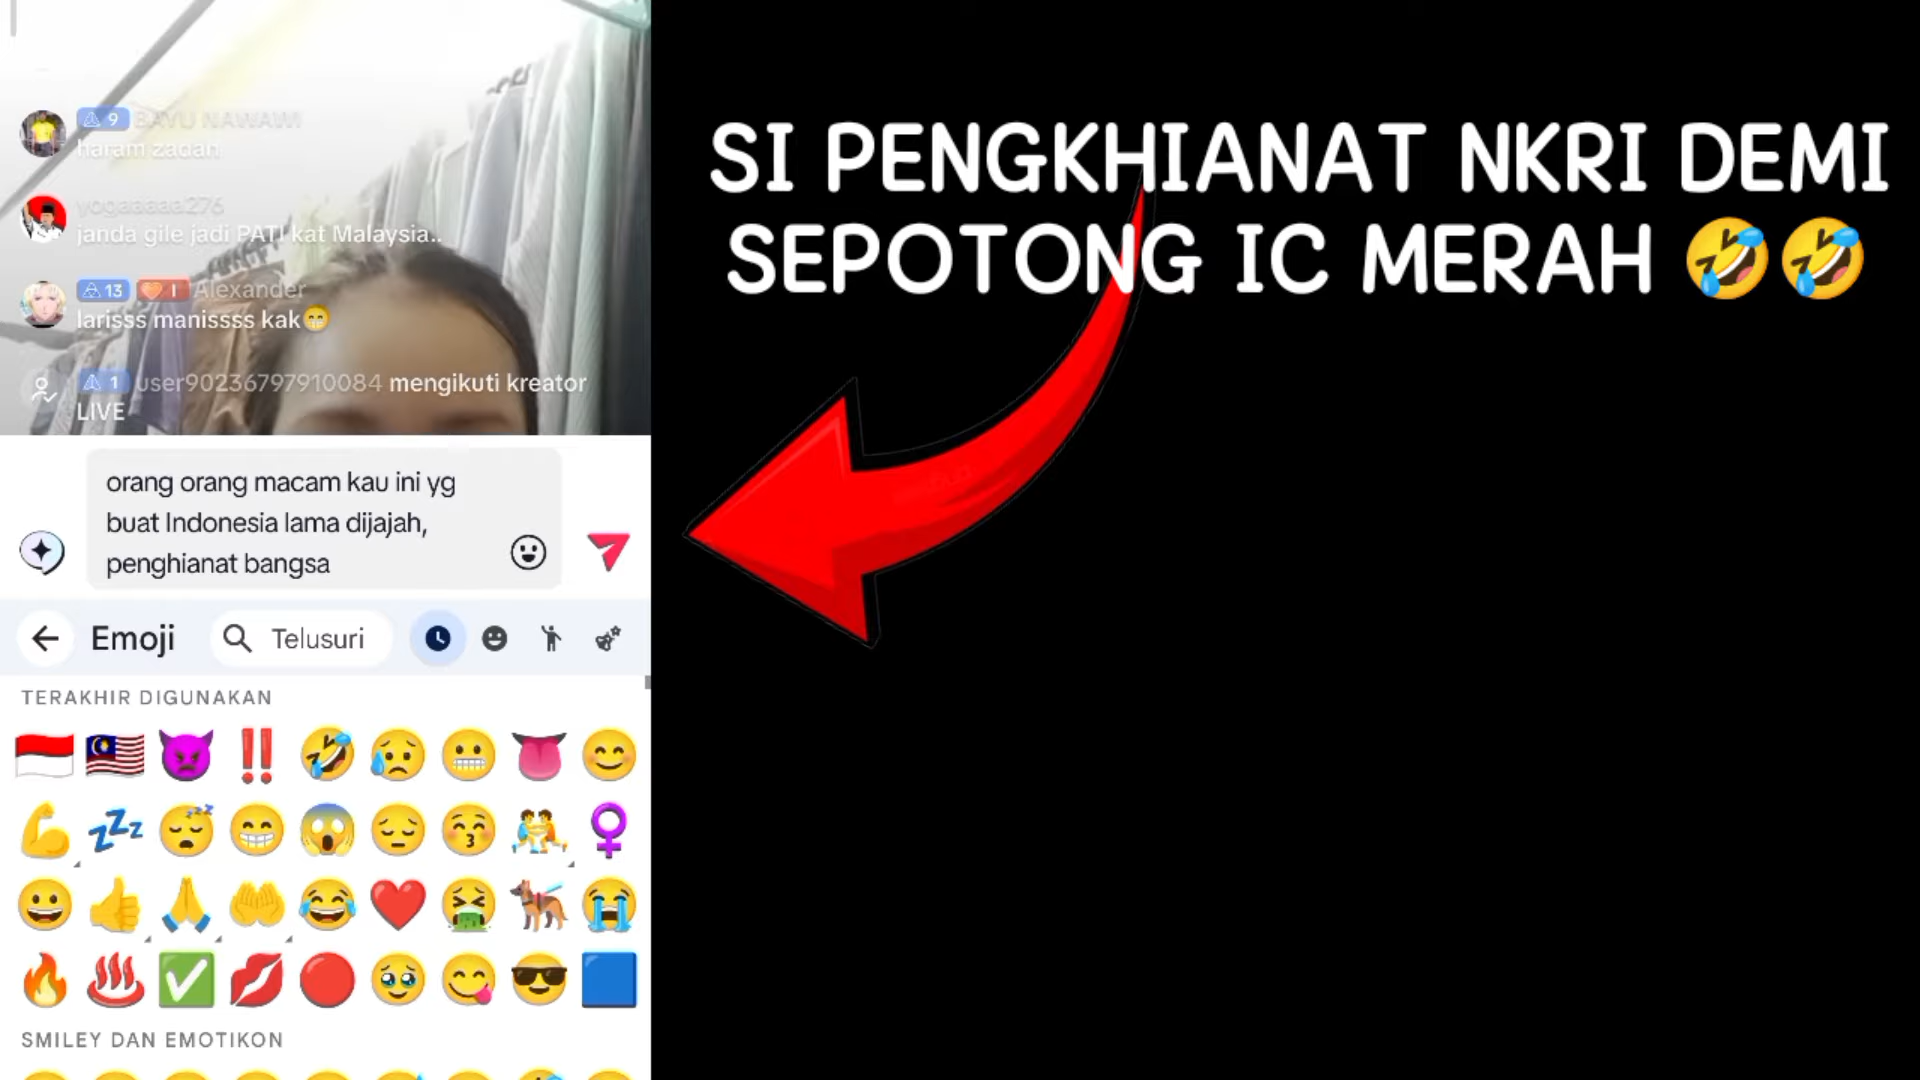 9 BAYU NAWAWI
haram zadah
yogaaaaa276
janda gile jadi PATI kat Malaysia..
13 1 Alexander
larisss manissss kak😁
1 user90236797910084 mengikuti kreator
LIVE
orang orang macam kau ini yg
buat Indonesia lama dijajah,
penghianat bangsa
Emoji
Telusuri
TERAKHIR DIGUNAKAN
SMILEY DAN EMOTIKON
SI PENGKHIANAT NKRI DEMI
SEPOTONG IC MERAH 🤣🤣